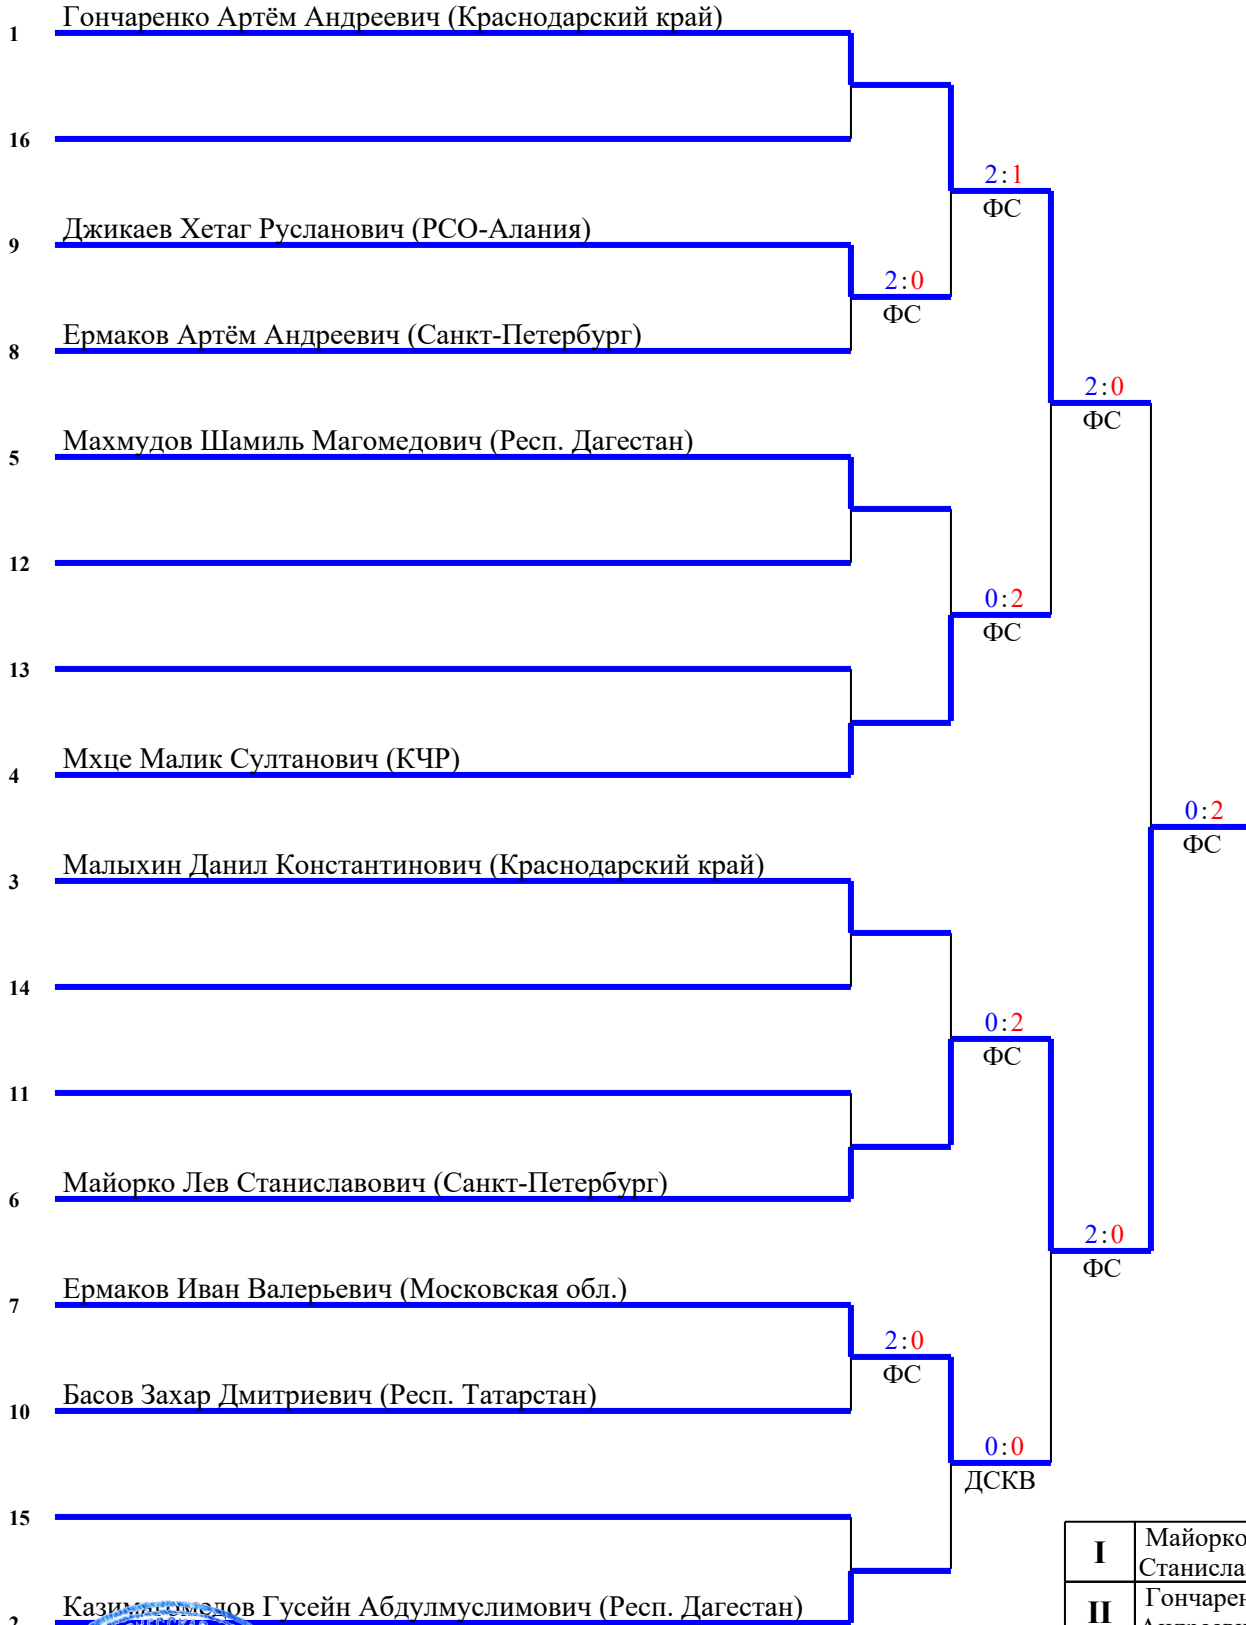 Гончаренко Артём Андреевич (Краснодарский край)
1
16
2:1
ФС
Джикаев Хетаг Русланович (РСО-Алания)
9
2:0
ФС
Ермаков Артём Андреевич (Санкт-Петербург)
8
2:0
ФС
Махмудов Шамиль Магомедович (Респ. Дагестан)
5
12
0:2
ФС
13
Мхце Малик Султанович (КЧР)
4
0:2
ФС
Малыхин Данил Константинович (Краснодарский край)
3
14
0:2
ФС
11
Майорко Лев Станиславович (Санкт-Петербург)
6
2:0
ФС
Ермаков Иван Валерьевич (Московская обл.)
7
2:0
ФС
Басов Захар Дмитриевич (Респ. Татарстан)
10
0:0
ДСКВ
15
I Майорко
Станисла
Казимагомедов Гусейн Абдулмуслимович (Респ. Дагестан)
2
II Гончарен